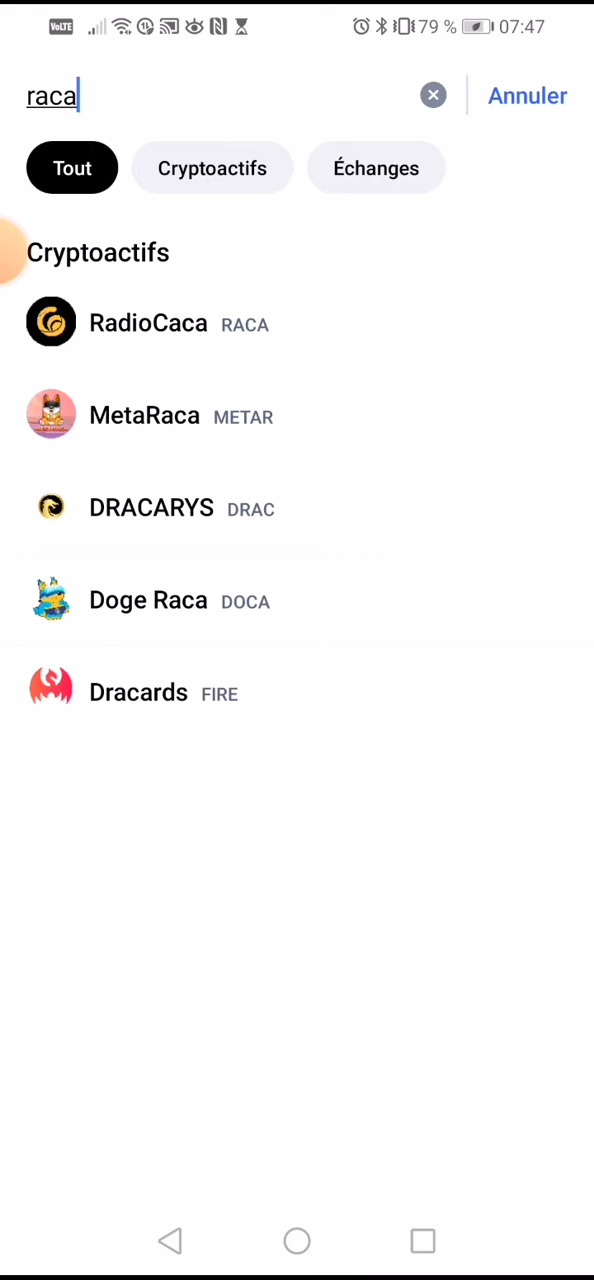 VoLTE 79 % 07:47
raca Annuler
Tout Cryptoactifs Échanges
Cryptoactifs
RadioCaca RACA
MetaRaca METAR
DRACARYS DRAC
Doge Raca DOCA
Dracards FIRE